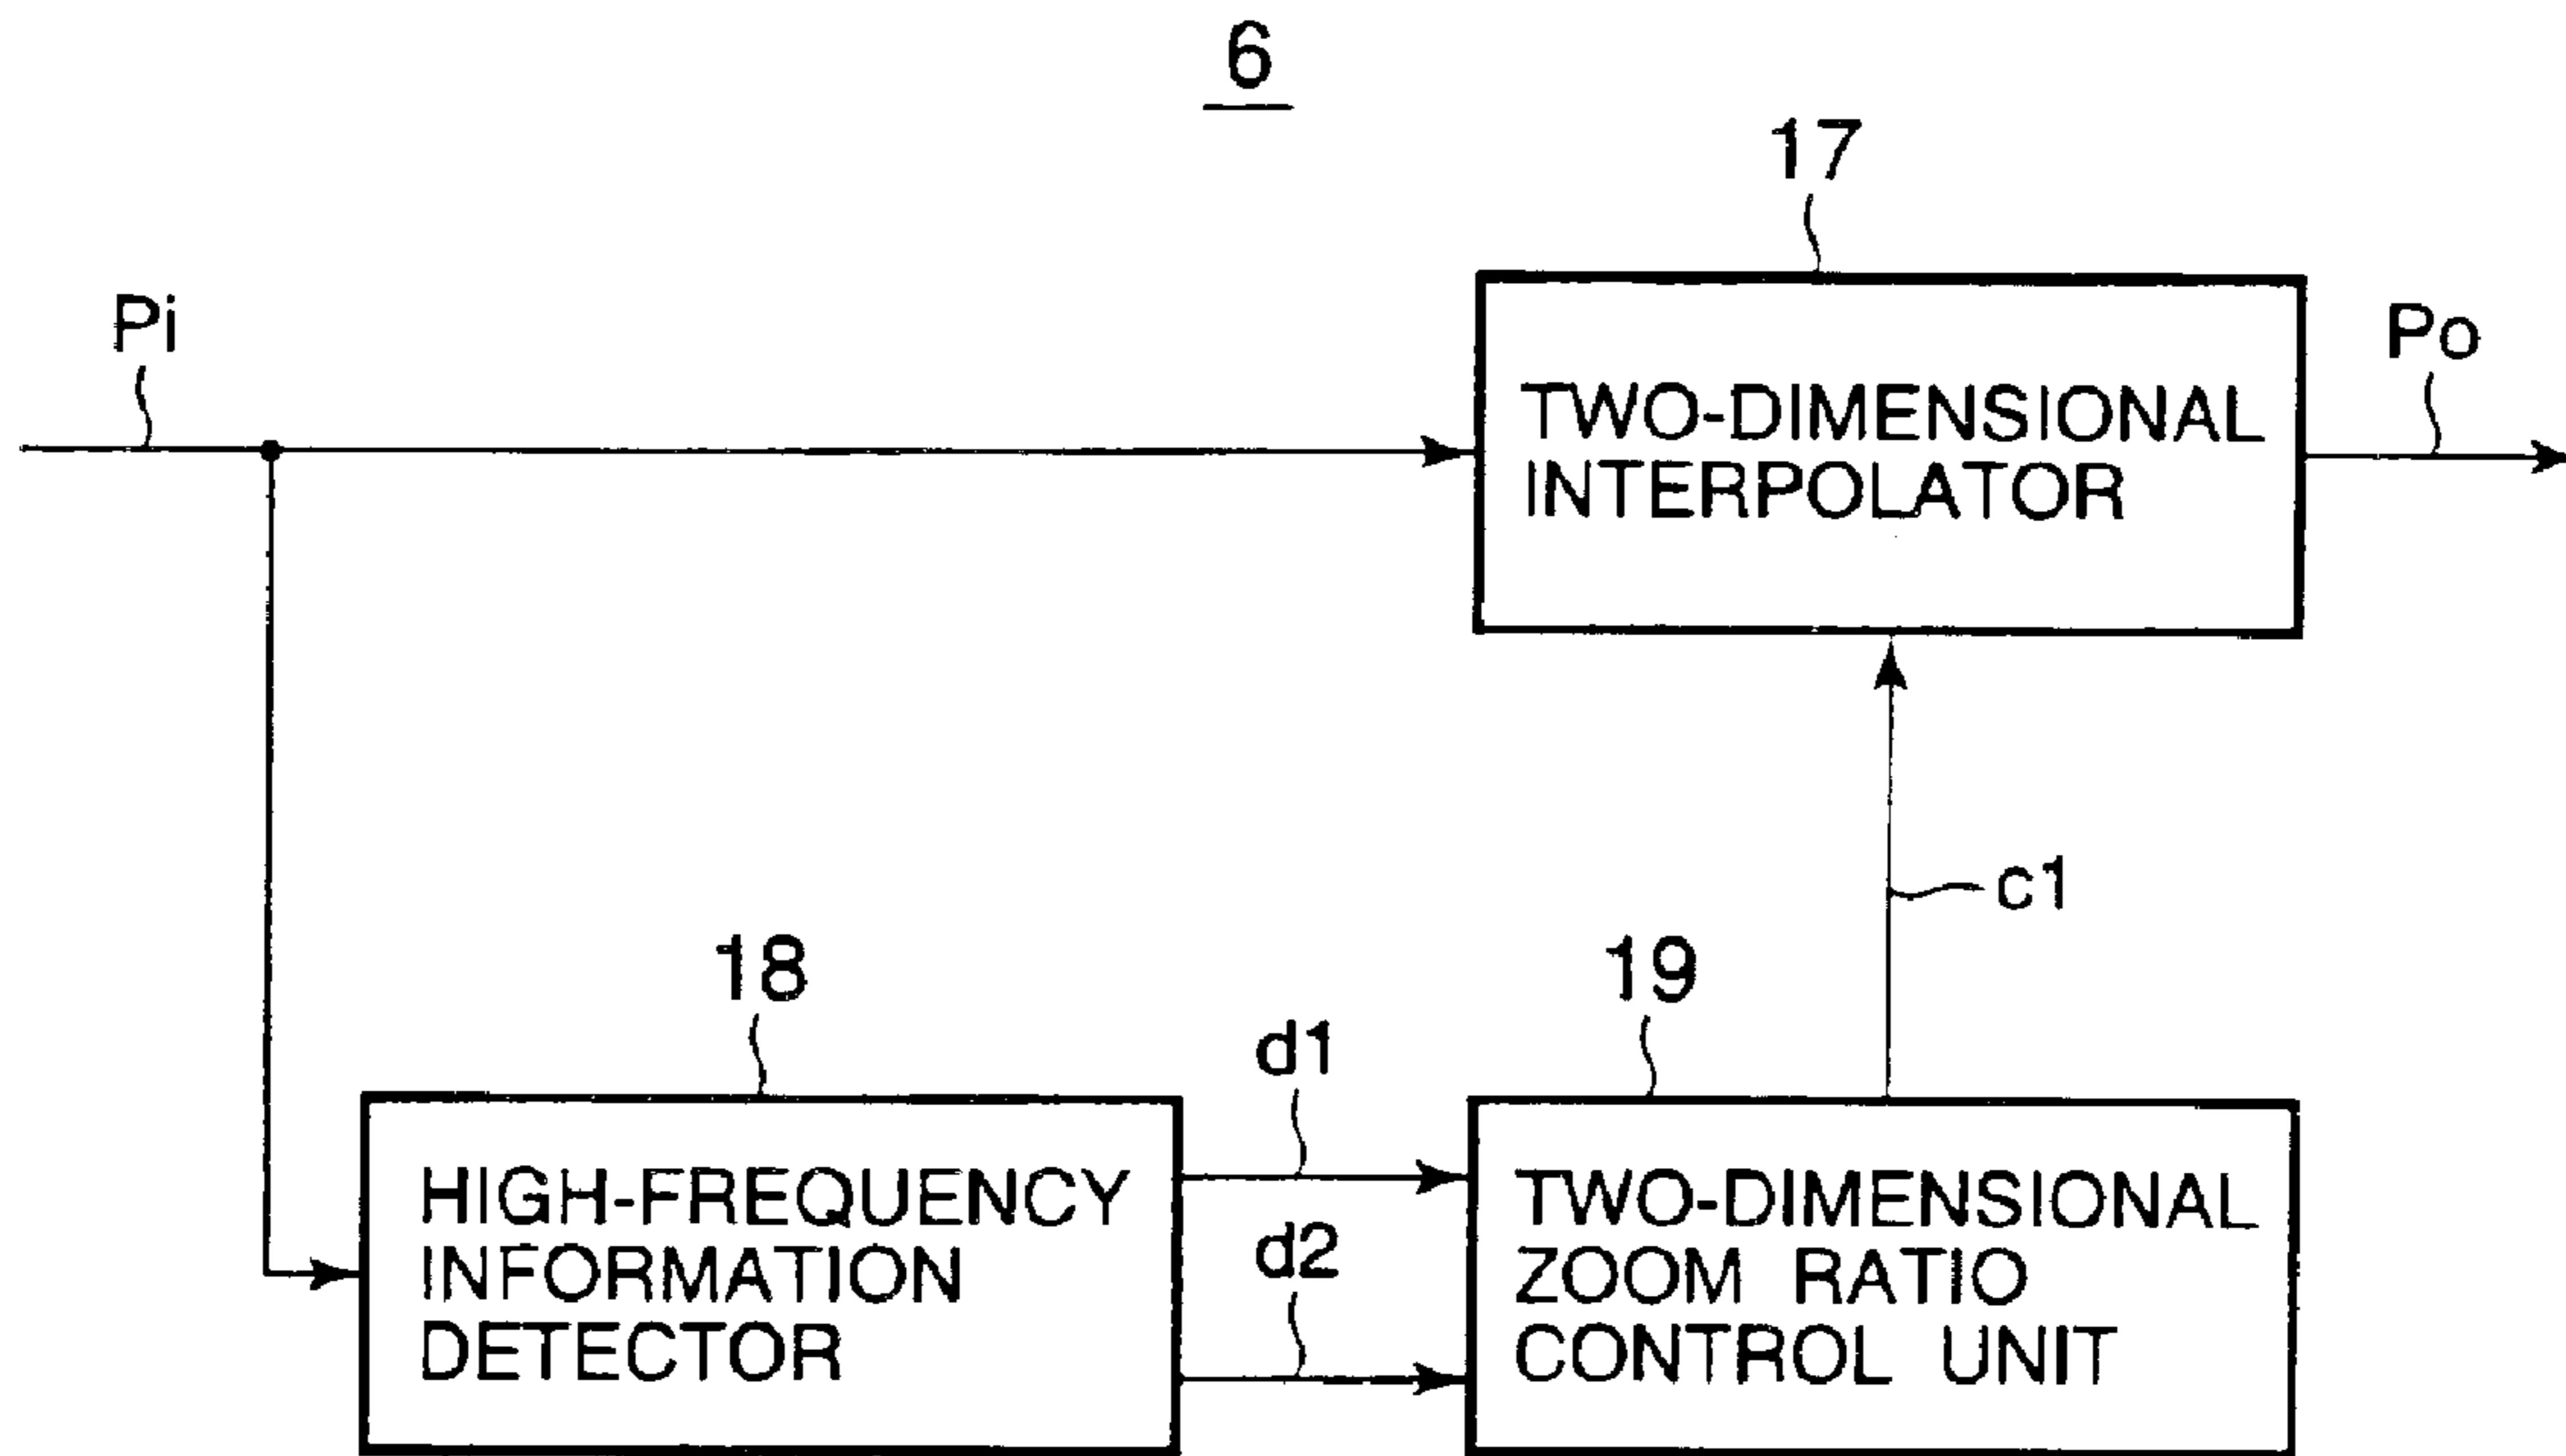 6
17
Pi
Po
TWO-DIMENSIONAL
INTERPOLATOR
c1
18
19
d1
d2
HIGH-FREQUENCY
INFORMATION
DETECTOR
TWO-DIMENSIONAL
ZOOM RATIO
CONTROL UNIT